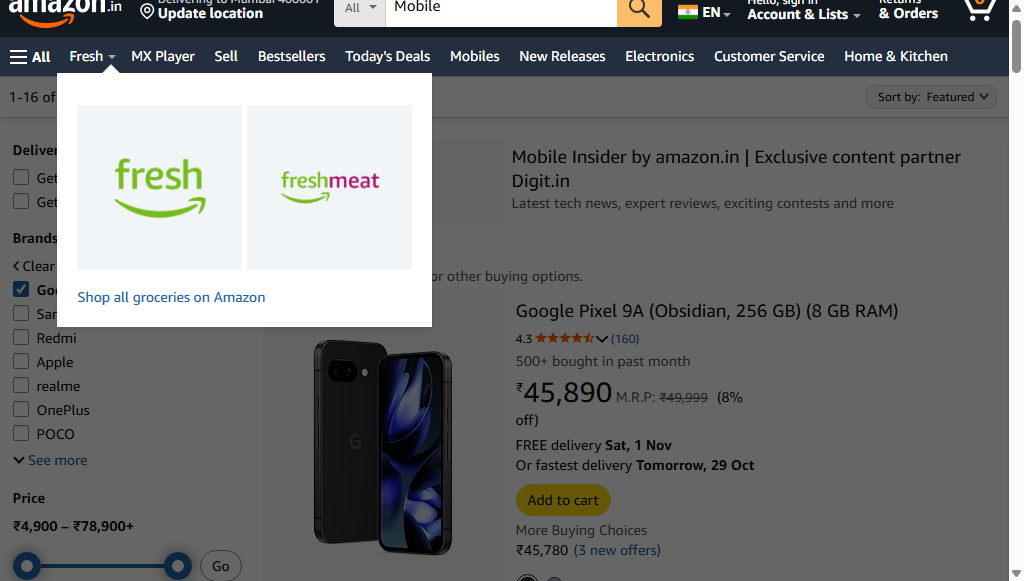 amazon.in
Delivering to Mumbai 400001
Update location
All
Mobile
EN
Hello, sign in
Account & Lists
Returns
& Orders
0
All
Fresh
MX Player
Sell
Bestsellers
Today's Deals
Mobiles
New Releases
Electronics
Customer Service
Home & Kitchen
1-16 of
Sort by: Featured
fresh
freshmeat
Shop all groceries on Amazon
Deliver
Get
Get
Brands
Clear
Goo
Sar
Redmi
Apple
realme
OnePlus
POCO
See more
Price
₹4,900 – ₹78,900+
Go
Mobile Insider by amazon.in | Exclusive content partner
Digit.in
Latest tech news, expert reviews, exciting contests and more
or other buying options.
Google Pixel 9A (Obsidian, 256 GB) (8 GB RAM)
4.3 (160)
500+ bought in past month
₹45,890 M.R.P: ₹49,999 (8%
off)
FREE delivery Sat, 1 Nov
Or fastest delivery Tomorrow, 29 Oct
Add to cart
More Buying Choices
₹45,780 (3 new offers)